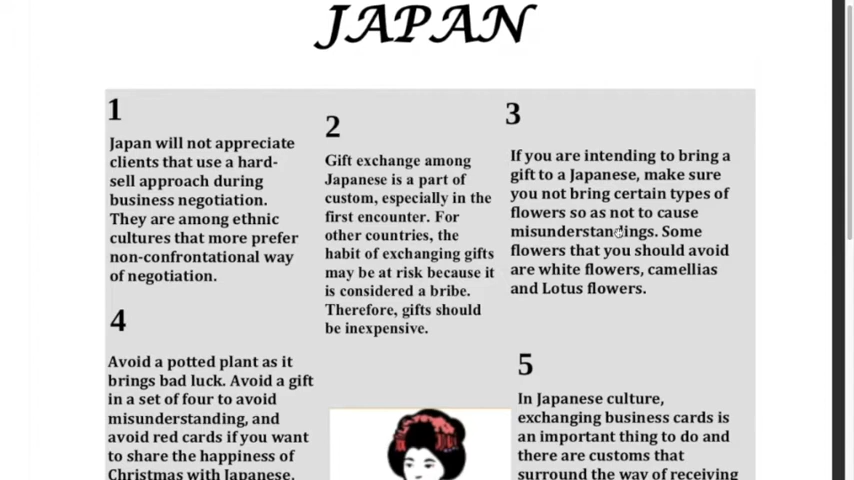 JAPAN
1
Japan will not appreciate
clients that use a hard-
sell approach during
business negotiation.
They are among ethnic
cultures that more prefer
non-confrontational way
of negotiation.
2
Gift exchange among
Japanese is a part of
custom, especially in the
first encounter. For
other countries, the
habit of exchanging gifts
may be at risk because it
is considered a bribe.
Therefore, gifts should
be inexpensive.
3
If you are intending to bring a
gift to a Japanese, make sure
you not bring certain types of
flowers so as not to cause
misunderstandings. Some
flowers that you should avoid
are white flowers, camellias
and Lotus flowers.
4
Avoid a potted plant as it
brings bad luck. Avoid a gift
in a set of four to avoid
misunderstanding, and
avoid red cards if you want
to share the happiness of
Christmas with Japanese.
5
In Japanese culture,
exchanging business cards is
an important thing to do and
there are customs that
surround the way of receiving